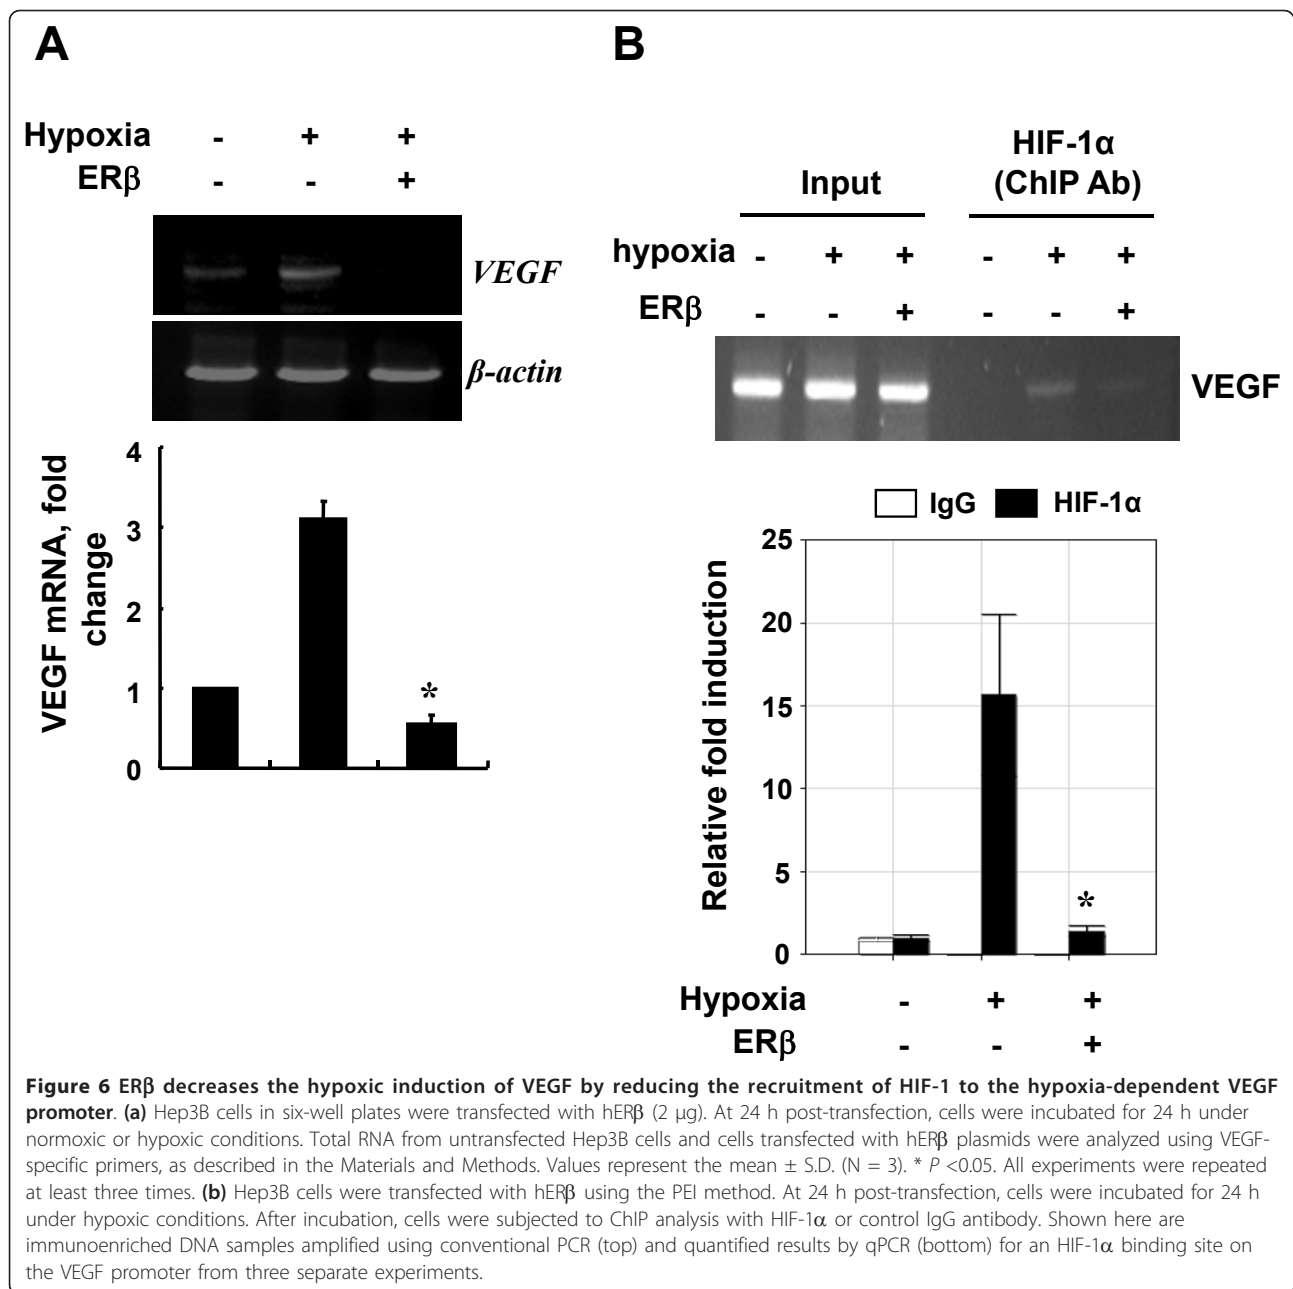 A
Hypoxia - + +
ERβ - - +
VEGF
β-actin
VEGF mRNA, fold change
4
3
2
1
0
*
B
Input
HIF-1α
(ChIP Ab)
hypoxia - + + - + +
ERβ - - + - - +
VEGF
IgG HIF-1α
Relative fold induction
25
20
15
10
5
0
*
Hypoxia - + +
ERβ - - +
Figure 6 ERβ decreases the hypoxic induction of VEGF by reducing the recruitment of HIF-1 to the hypoxia-dependent VEGF
promoter. (a) Hep3B cells in six-well plates were transfected with hERβ (2 μg). At 24 h post-transfection, cells were incubated for 24 h under
normoxic or hypoxic conditions. Total RNA from untransfected Hep3B cells and cells transfected with hERβ plasmids were analyzed using VEGF-
specific primers, as described in the Materials and Methods. Values represent the mean ± S.D. (N = 3). * P <0.05. All experiments were repeated
at least three times. (b) Hep3B cells were transfected with hERβ using the PEI method. At 24 h post-transfection, cells were incubated for 24 h
under hypoxic conditions. After incubation, cells were subjected to ChIP analysis with HIF-1α or control IgG antibody. Shown here are
immunoenriched DNA samples amplified using conventional PCR (top) and quantified results by qPCR (bottom) for an HIF-1α binding site on
the VEGF promoter from three separate experiments.